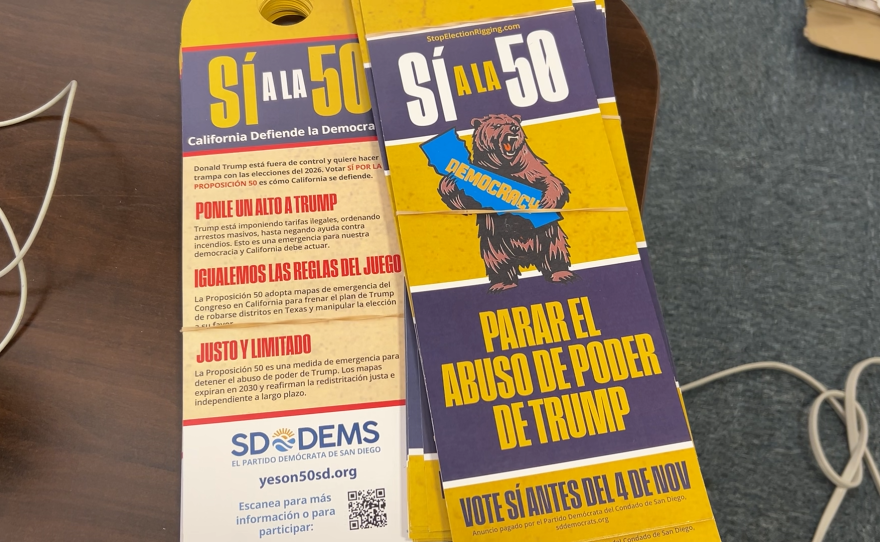 SÍ A LA 50
California Defiende la Democra
Donald Trump está fuera de control y quiere hacer
trampa con las elecciones del 2026. Votar SÍ POR LA
PROPOSICIÓN 50 es cómo California se defiende.
PONLE UN ALTO A TRUMP
Trump está imponiendo tarifas ilegales, ordenando
arrestos masivos, hasta negando ayuda contra
incendios. Esto es una emergencia para nuestra
democracia y California debe actuar.
IGUALEMOS LAS REGLAS DEL JUEGO
La Proposición 50 adopta mapas de emergencia del
Congreso en California para frenar el plan de Trump
de robarse distritos en Texas y manipular la elección
a su favor.
JUSTO Y LIMITADO
La Proposición 50 es una medida de emergencia para
detener el abuso de poder de Trump. Los mapas
expiran en 2030 y reafirman la redistritación justa e
independiente a largo plazo.
SD DEMS
EL PARTIDO DEMÓCRATA DE SAN DIEGO
yeson50sd.org
Escanea para más
información o para
participar:
StopElectionRigging.com
SÍ A LA 50
DEMOCRACY
PARAR EL
ABUSO DE PODER
DE TRUMP
VOTE SÍ ANTES DEL 4 DE NOV
Anuncio pagado por el Partido Demócrata del Condado de San Diego,
sddemocrats.org
del Condado de San Diego,